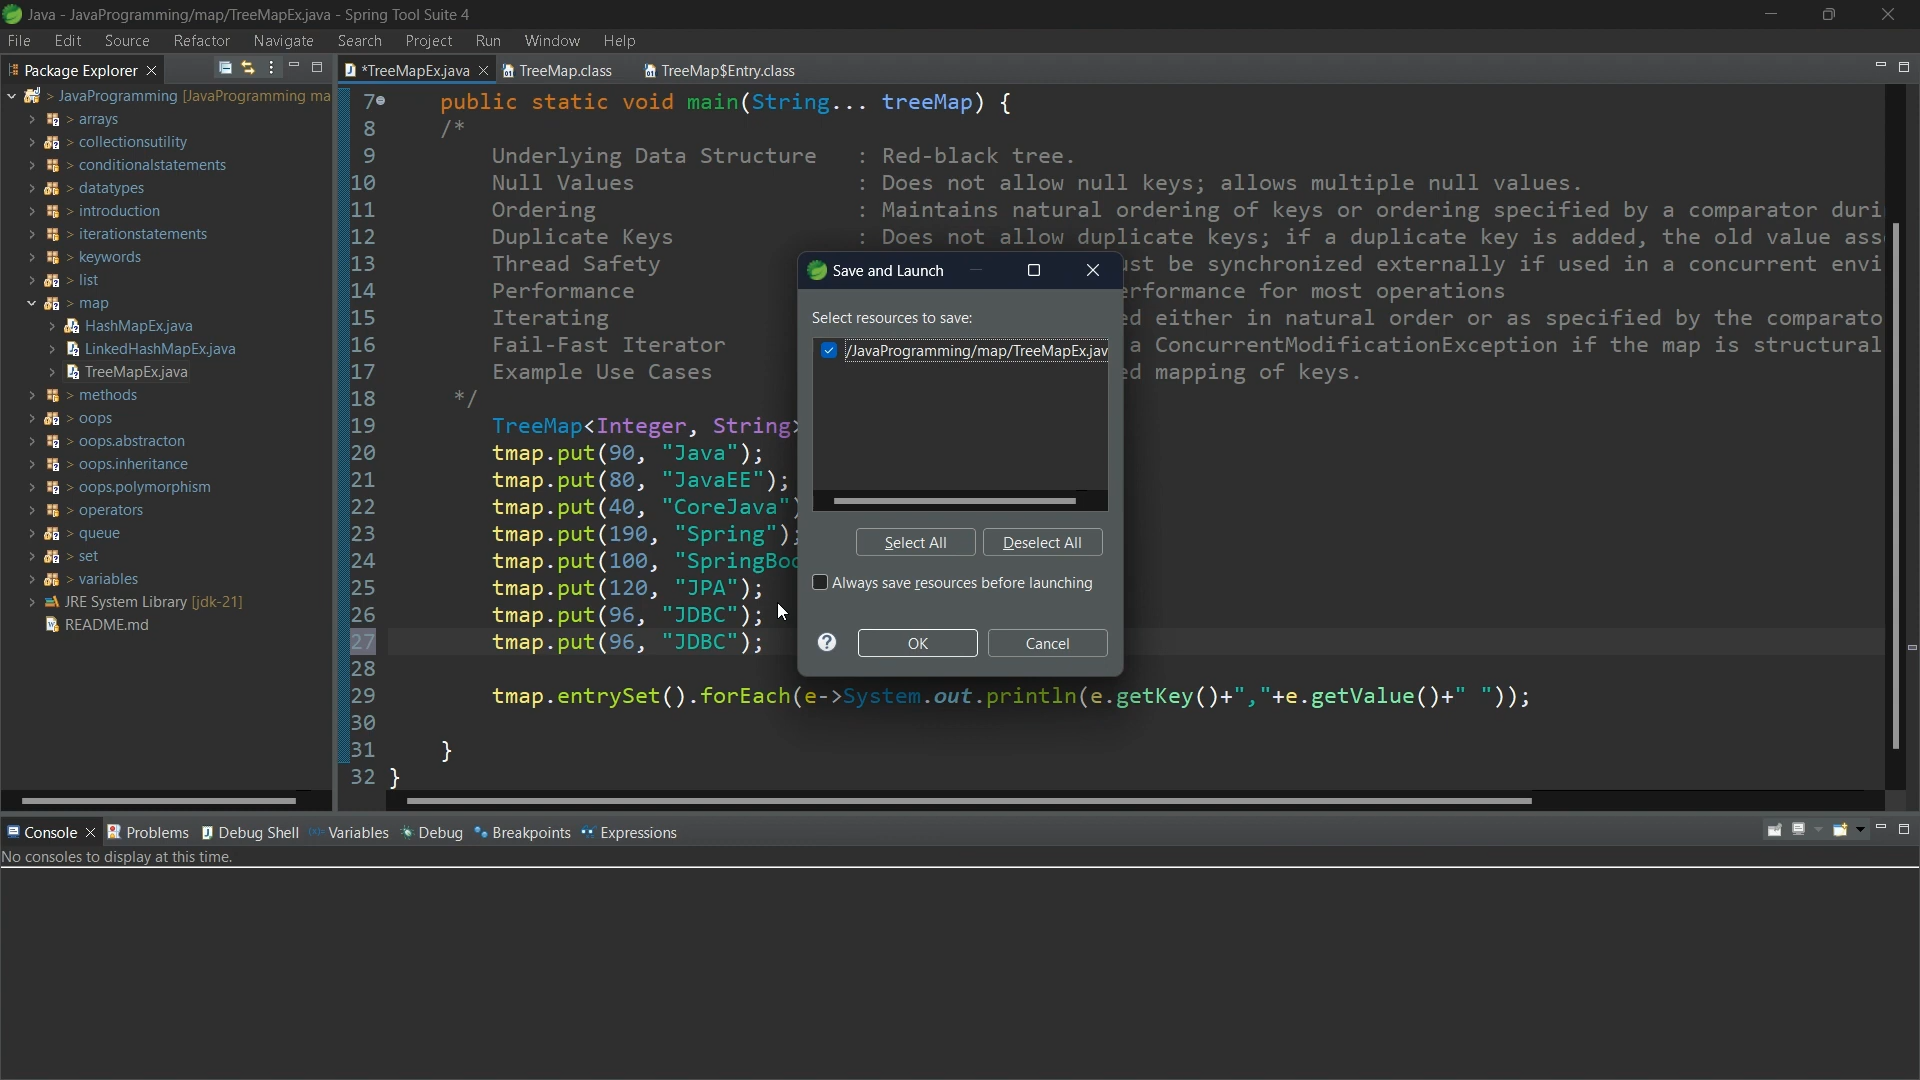 Java - JavaProgramming/map/TreeMapEx.java - Spring Tool Suite 4
File Edit Source Refactor Navigate Search Project Run Window Help
Package Explorer
*TreeMapEx.java TreeMap.class TreeMap$Entry.class
> JavaProgramming [JavaProgramming ma
> arrays
> collectionsutility
> conditionalstatements
> datatypes
> introduction
> iterationstatements
> keywords
> list
> map
HashMapEx.java
LinkedHashMapEx.java
TreeMapEx.java
> methods
> oops
> oops.abstracton
> oops.inheritance
> oops.polymorphism
> operators
> queue
> set
> variables
JRE System Library [jdk-21]
README.md
7 public static void main(String... treeMap) {
8 /*
9 Underlying Data Structure : Red-black tree.
10 Null Values : Does not allow null keys; allows multiple null values.
11 Ordering : Maintains natural ordering of keys or ordering specified by a comparator duri
12 Duplicate Keys : Does not allow duplicate keys; if a duplicate key is added, the old value ass
13 Thread Safety st be synchronized externally if used in a concurrent envi
14 Performance rformance for most operations
15 Iterating d either in natural order or as specified by the comparato
16 Fail-Fast Iterator a ConcurrentModificationException if the map is structural
17 Example Use Cases d mapping of keys.
18 */
19 TreeMap<Integer, String>
20 tmap.put(90, "Java");
21 tmap.put(80, "JavaEE");
22 tmap.put(40, "CoreJava")
23 tmap.put(190, "Spring");
24 tmap.put(100, "SpringBoo
25 tmap.put(120, "JPA");
26 tmap.put(96, "JDBC");
27 tmap.put(96, "JDBC");
28
29 tmap.entrySet().forEach(e->System.out.println(e.getKey()+","+e.getValue()+" "));
30
31 }
32 }
Save and Launch
Select resources to save:
/JavaProgramming/map/TreeMapEx.jav
Select All Deselect All
Always save resources before launching
OK Cancel
Console Problems Debug Shell Variables Debug Breakpoints Expressions
No consoles to display at this time.